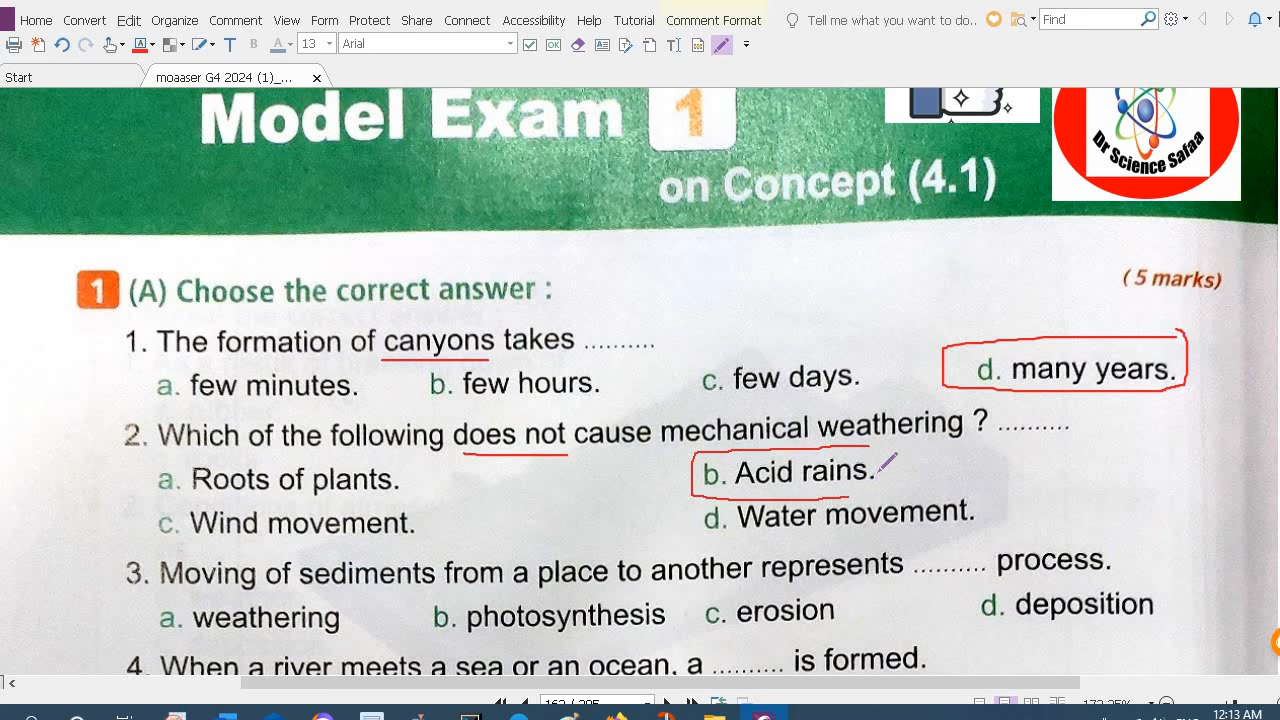 Home Convert Edit Organize Comment View Form Protect Share Connect Accessibility Help Tutorial Comment Format Tell me what you want to do.. Find
13 Arial
Start moaaser G4 2024 (1)_...
Model Exam 1
on Concept (4.1)
Dr Science Safaa
1 (A) Choose the correct answer :
(5 marks)
1. The formation of canyons takes ..........
a. few minutes. b. few hours. c. few days. d. many years.
2. Which of the following does not cause mechanical weathering ? ..........
a. Roots of plants. b. Acid rains.
c. Wind movement. d. Water movement.
3. Moving of sediments from a place to another represents .......... process.
a. weathering b. photosynthesis c. erosion d. deposition
4. When a river meets a sea or an ocean, a .......... is formed.
12:13 AM